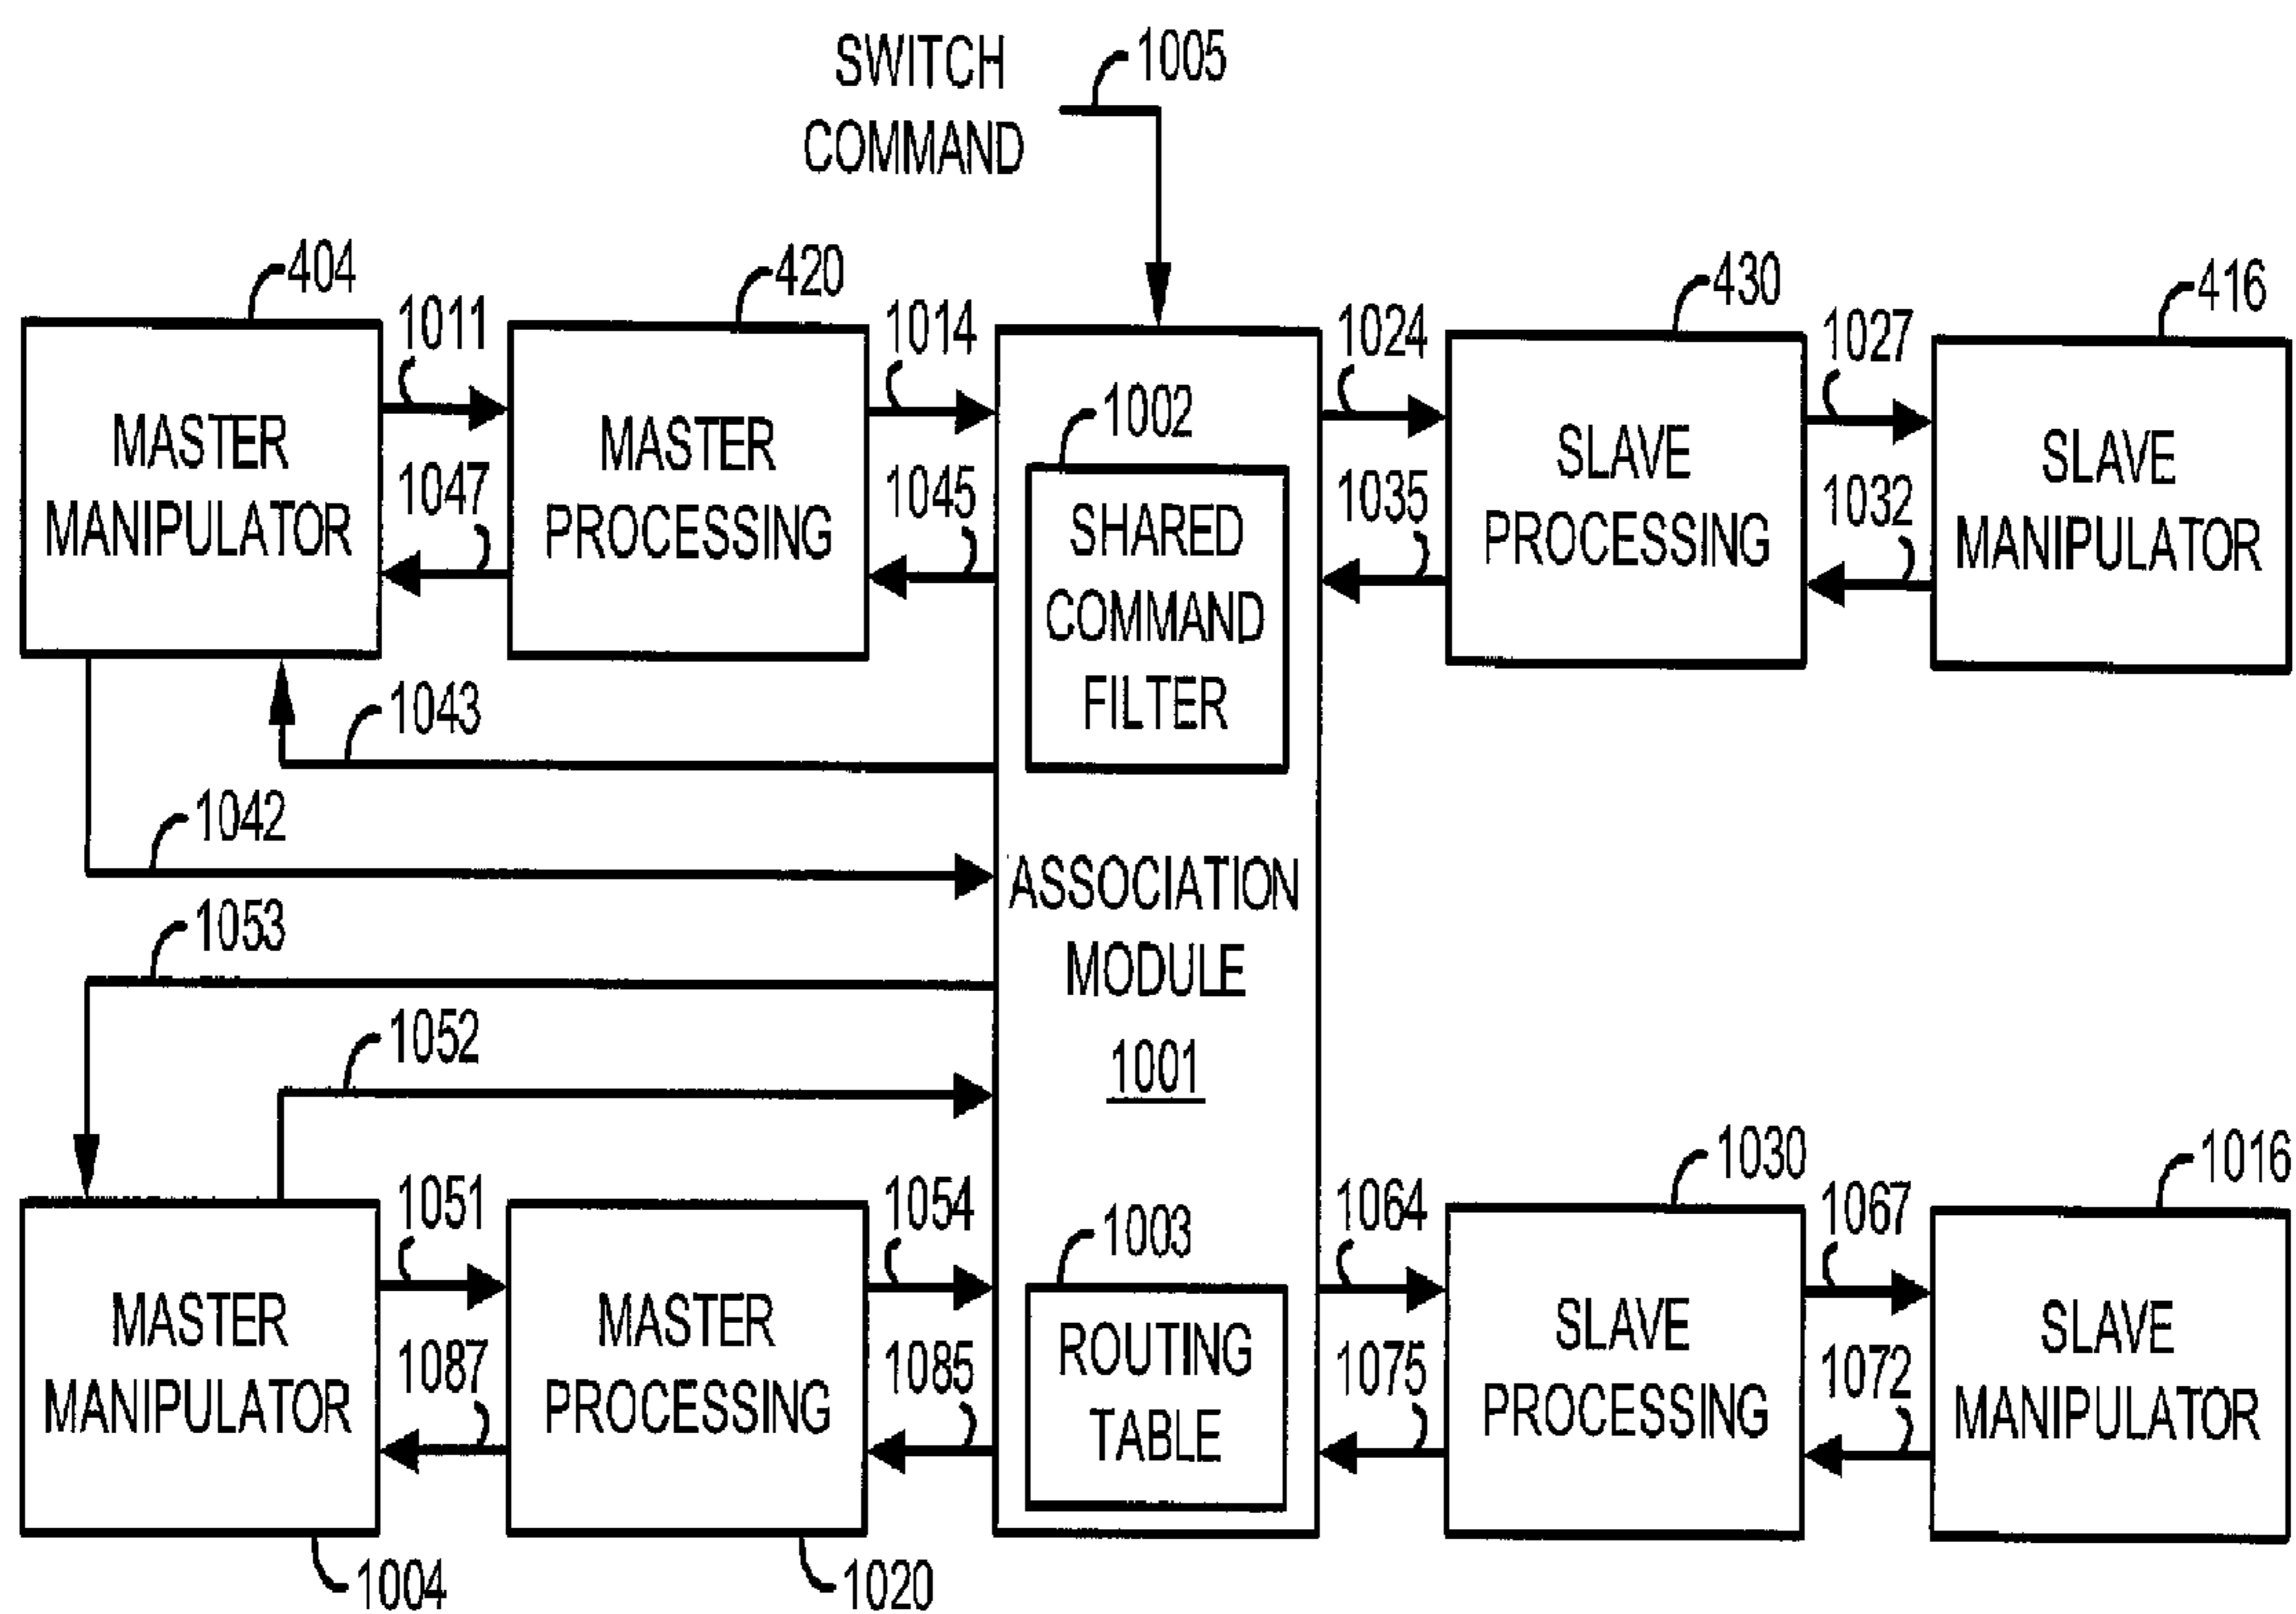 SWITCH
COMMAND
1005
404
1011
420
1014
1024
430
1027
416
MASTER
MANIPULATOR
1047
MASTER
PROCESSING
1045
1002
SHARED
COMMAND
FILTER
1035
SLAVE
PROCESSING
1032
SLAVE
MANIPULATOR
1043
1042
ASSOCIATION
MODULE
1001
1053
1052
1051
1054
1003
1064
1030
1067
1016
MASTER
MANIPULATOR
1087
MASTER
PROCESSING
1085
ROUTING
TABLE
1075
SLAVE
PROCESSING
1072
SLAVE
MANIPULATOR
1004
1020